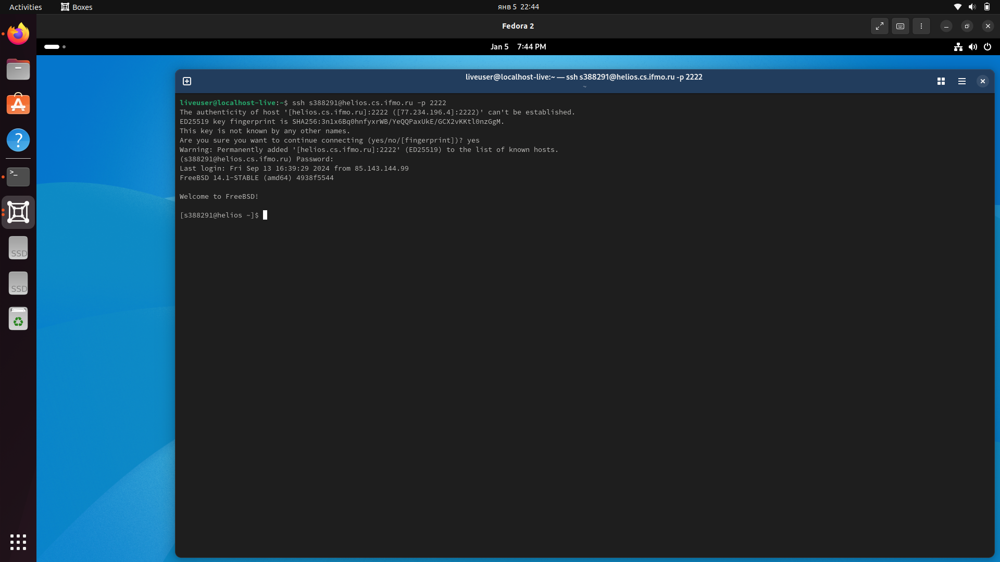 Activities
Boxes
янв 5 22:44
Fedora 2
Jan 5 7:44 PM
liveuser@localhost-live:~ — ssh s388291@helios.cs.ifmo.ru -p 2222
~
liveuser@localhost-live:~$ ssh s388291@helios.cs.ifmo.ru -p 2222
The authenticity of host '[helios.cs.ifmo.ru]:2222 ([77.234.196.4]:2222)' can't be established.
ED25519 key fingerprint is SHA256:3n1x6Bq0hnfyxrWB/YeQQPaxUkE/GCX2vKKtl0nzGgM.
This key is not known by any other names.
Are you sure you want to continue connecting (yes/no/[fingerprint])? yes
Warning: Permanently added '[helios.cs.ifmo.ru]:2222' (ED25519) to the list of known hosts.
(s388291@helios.cs.ifmo.ru) Password:
Last login: Fri Sep 13 16:39:29 2024 from 85.143.144.99
FreeBSD 14.1-STABLE (amd64) 4938f5544
Welcome to FreeBSD!
[s388291@helios ~]$
>_
SSD
SSD